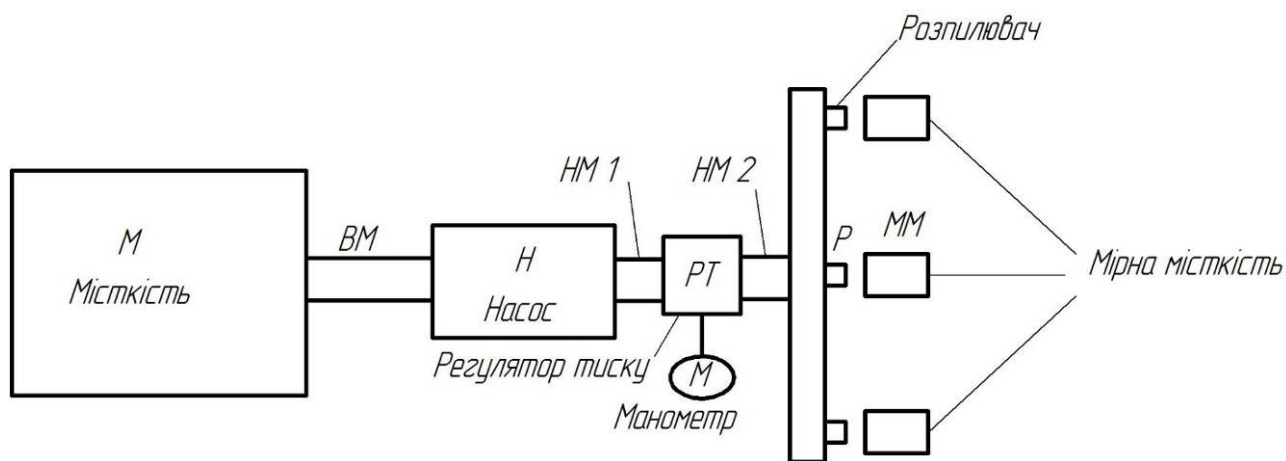 Розпилювач
НМ 1
НМ 2
М
Місткість
ВМ
Н
Насос
РТ
Р
ММ
Мірна місткість
Регулятор тиску
М
Манометр